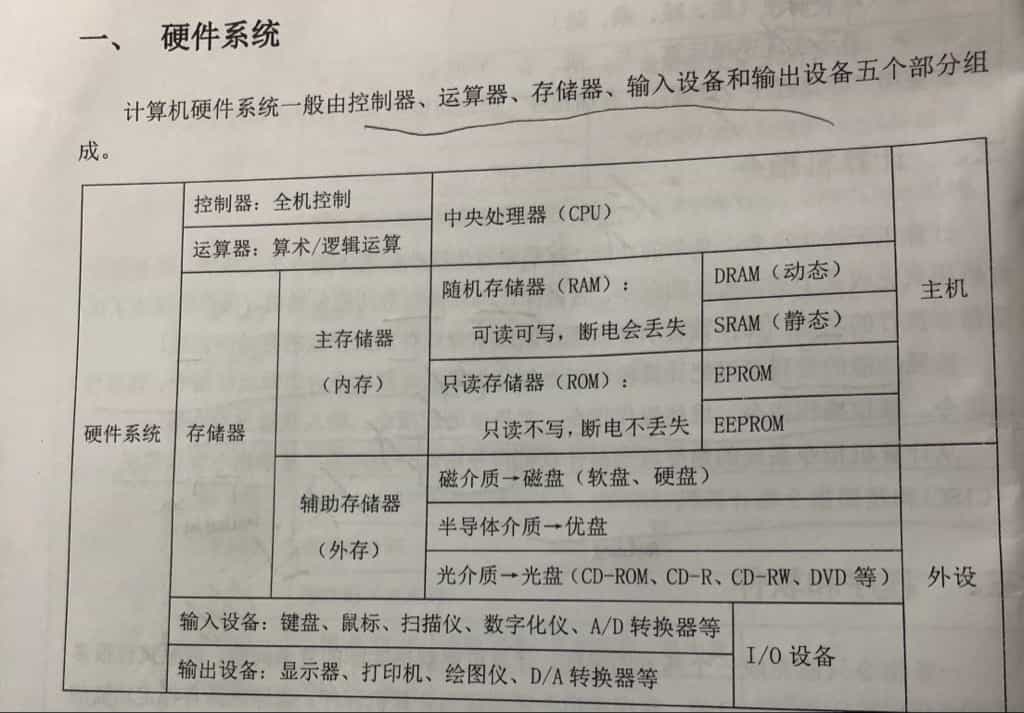 一、 硬件系统
计算机硬件系统一般由控制器、运算器、存储器、输入设备和输出设备五个部分组
成。
硬件系统
控制器：全机控制
运算器：算术/逻辑运算
中央处理器（CPU）
主机
存储器
主存储器
（内存）
随机存储器（RAM）：
可读可写，断电会丢失
DRAM（动态）
SRAM（静态）
只读存储器（ROM）：
只读不写，断电不丢失
EPROM
EEPROM
辅助存储器
（外存）
磁介质→磁盘（软盘、硬盘）
半导体介质→优盘
光介质→光盘（CD-ROM、CD-R、CD-RW、DVD 等）
外设
输入设备：键盘、鼠标、扫描仪、数字化仪、A/D 转换器等
输出设备：显示器、打印机、绘图仪、D/A 转换器等
I/O 设备